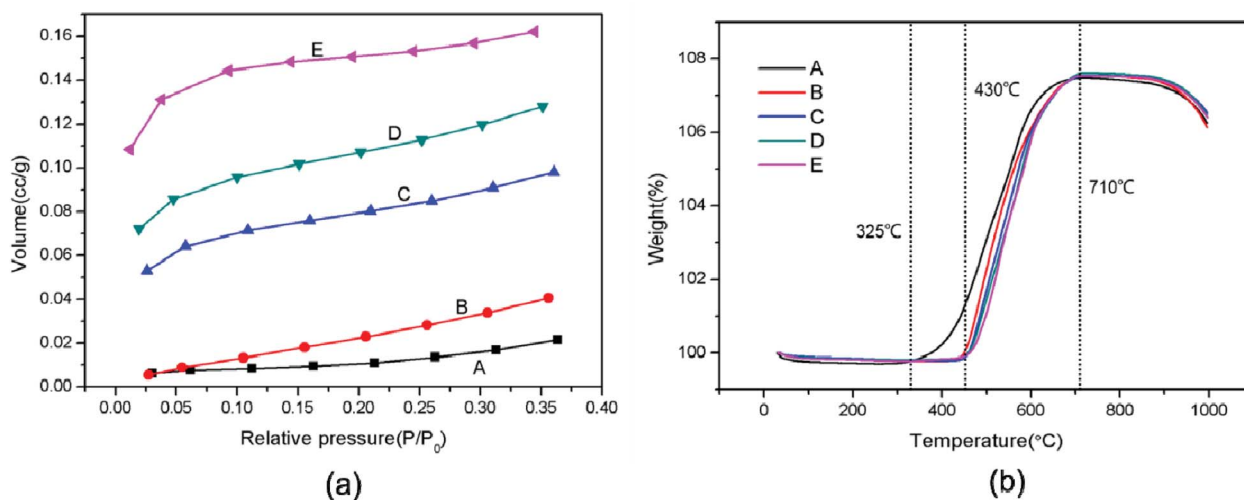 0.16
0.14
0.12
0.10
0.08
0.06
0.04
0.02
0.00
Volume(cc/g)
E
D
C
B
A
0.00 0.05 0.10 0.15 0.20 0.25 0.30 0.35 0.40
Relative pressure(P/P0)
(a)
108
106
104
102
100
Weight(%)
A
B
C
D
E
430℃
710℃
325℃
0 200 400 600 800 1000
Temperature(°C)
(b)